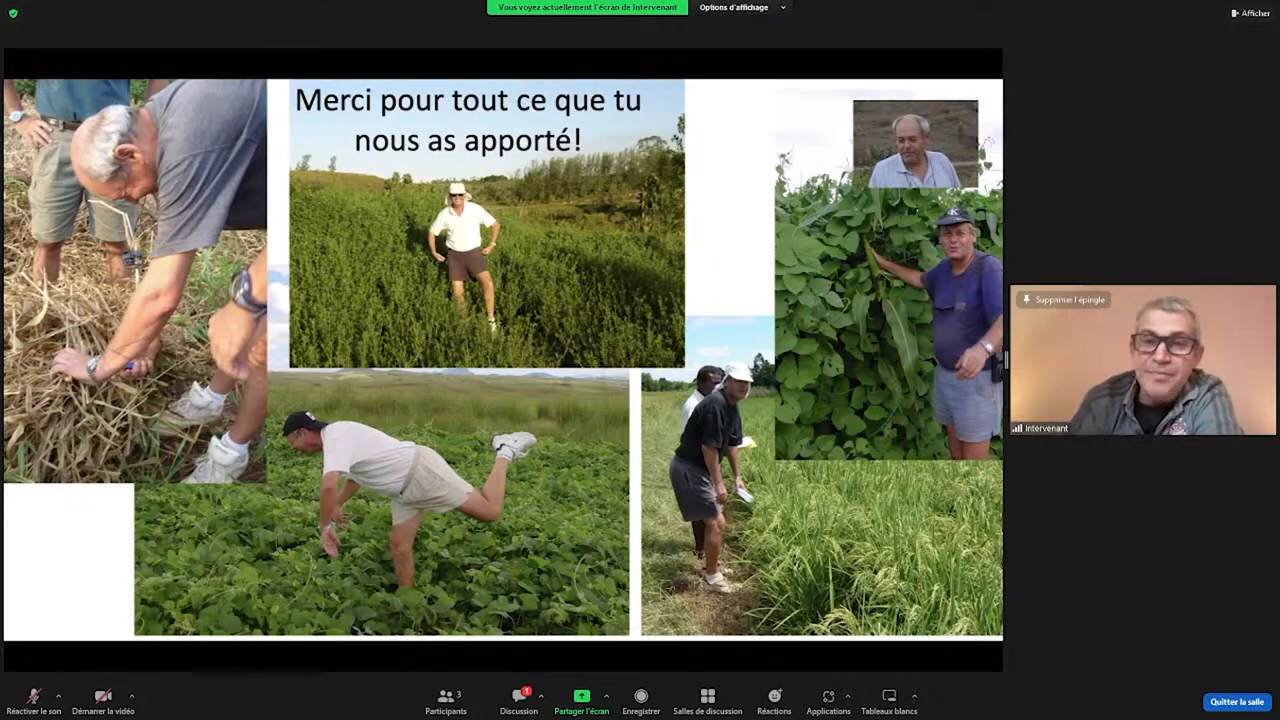 Vous voyez actuellement l'écran de Intervenant
Options d'affichage
Afficher
Merci pour tout ce que tu
nous as apporté!
Supprimer l'épingle
Intervenant
Réactiver le son
Démarrer la vidéo
3
Participants
1
Discussion
Partager l'écran
Enregistrer
Salles de discussion
Réactions
Applications
Tableaux blancs
Quitter la salle